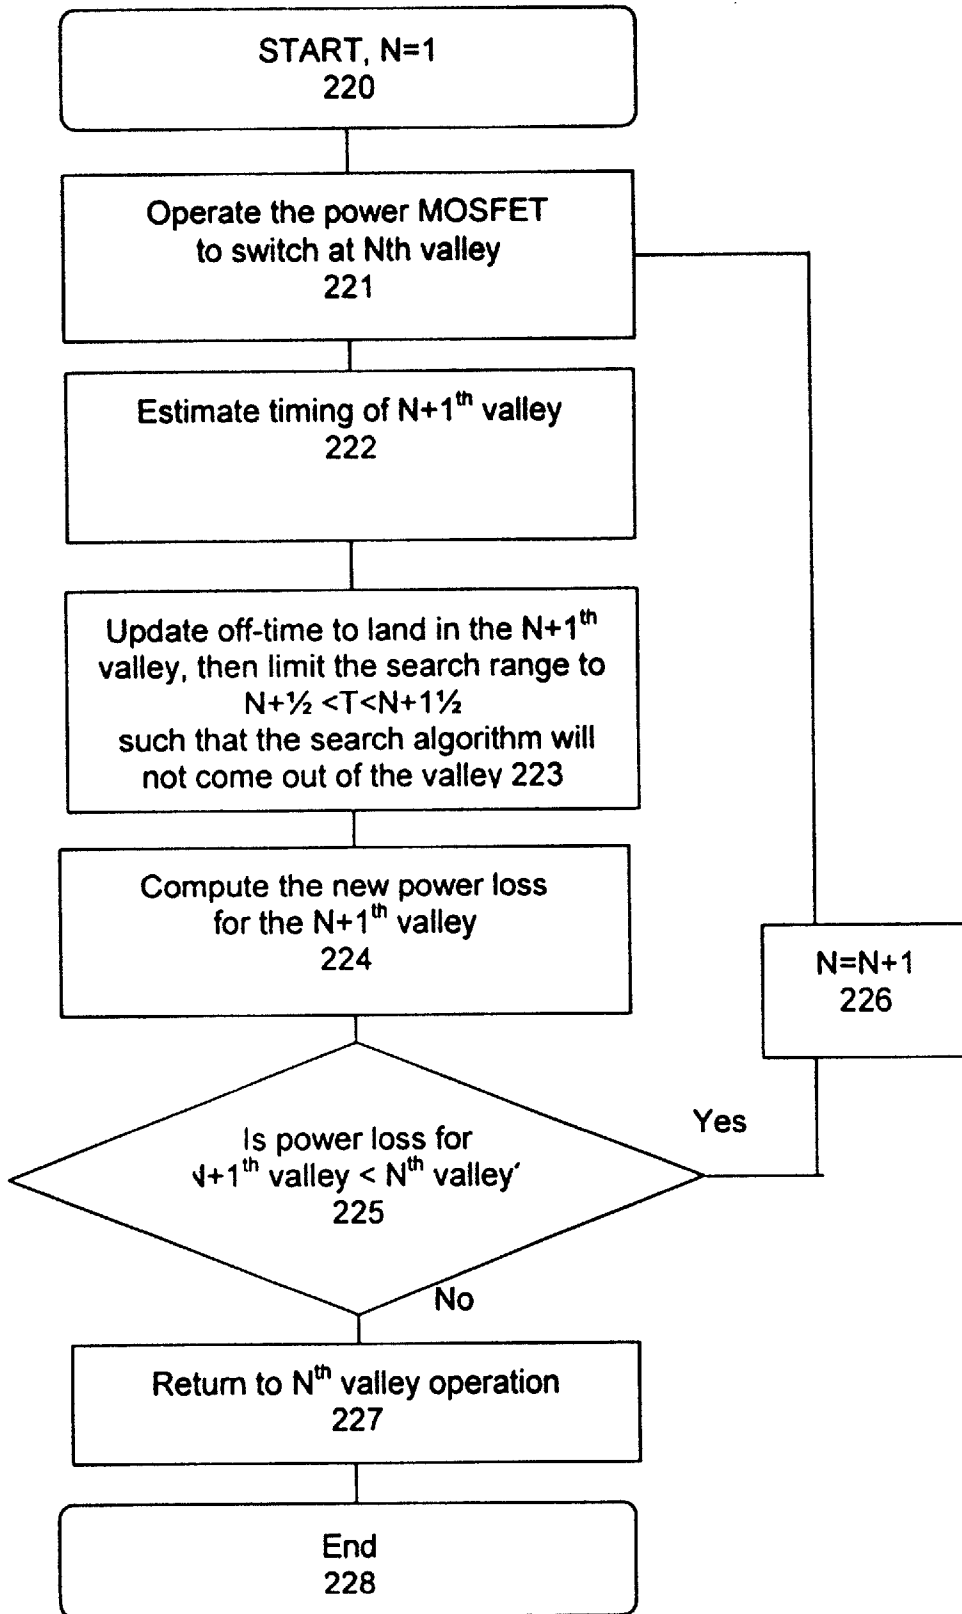 START, N=1
220
Operate the power MOSFET
to switch at Nth valley
221
Estimate timing of N+1th valley
222
Update off-time to land in the N+1th
valley, then limit the search range to
N+½ <T<N+1½
such that the search algorithm will
not come out of the valley 223
Compute the new power loss
for the N+1th valley
224
N=N+1
226
Yes
Is power loss for
N+1th valley < Nth valley?
225
No
Return to Nth valley operation
227
End
228